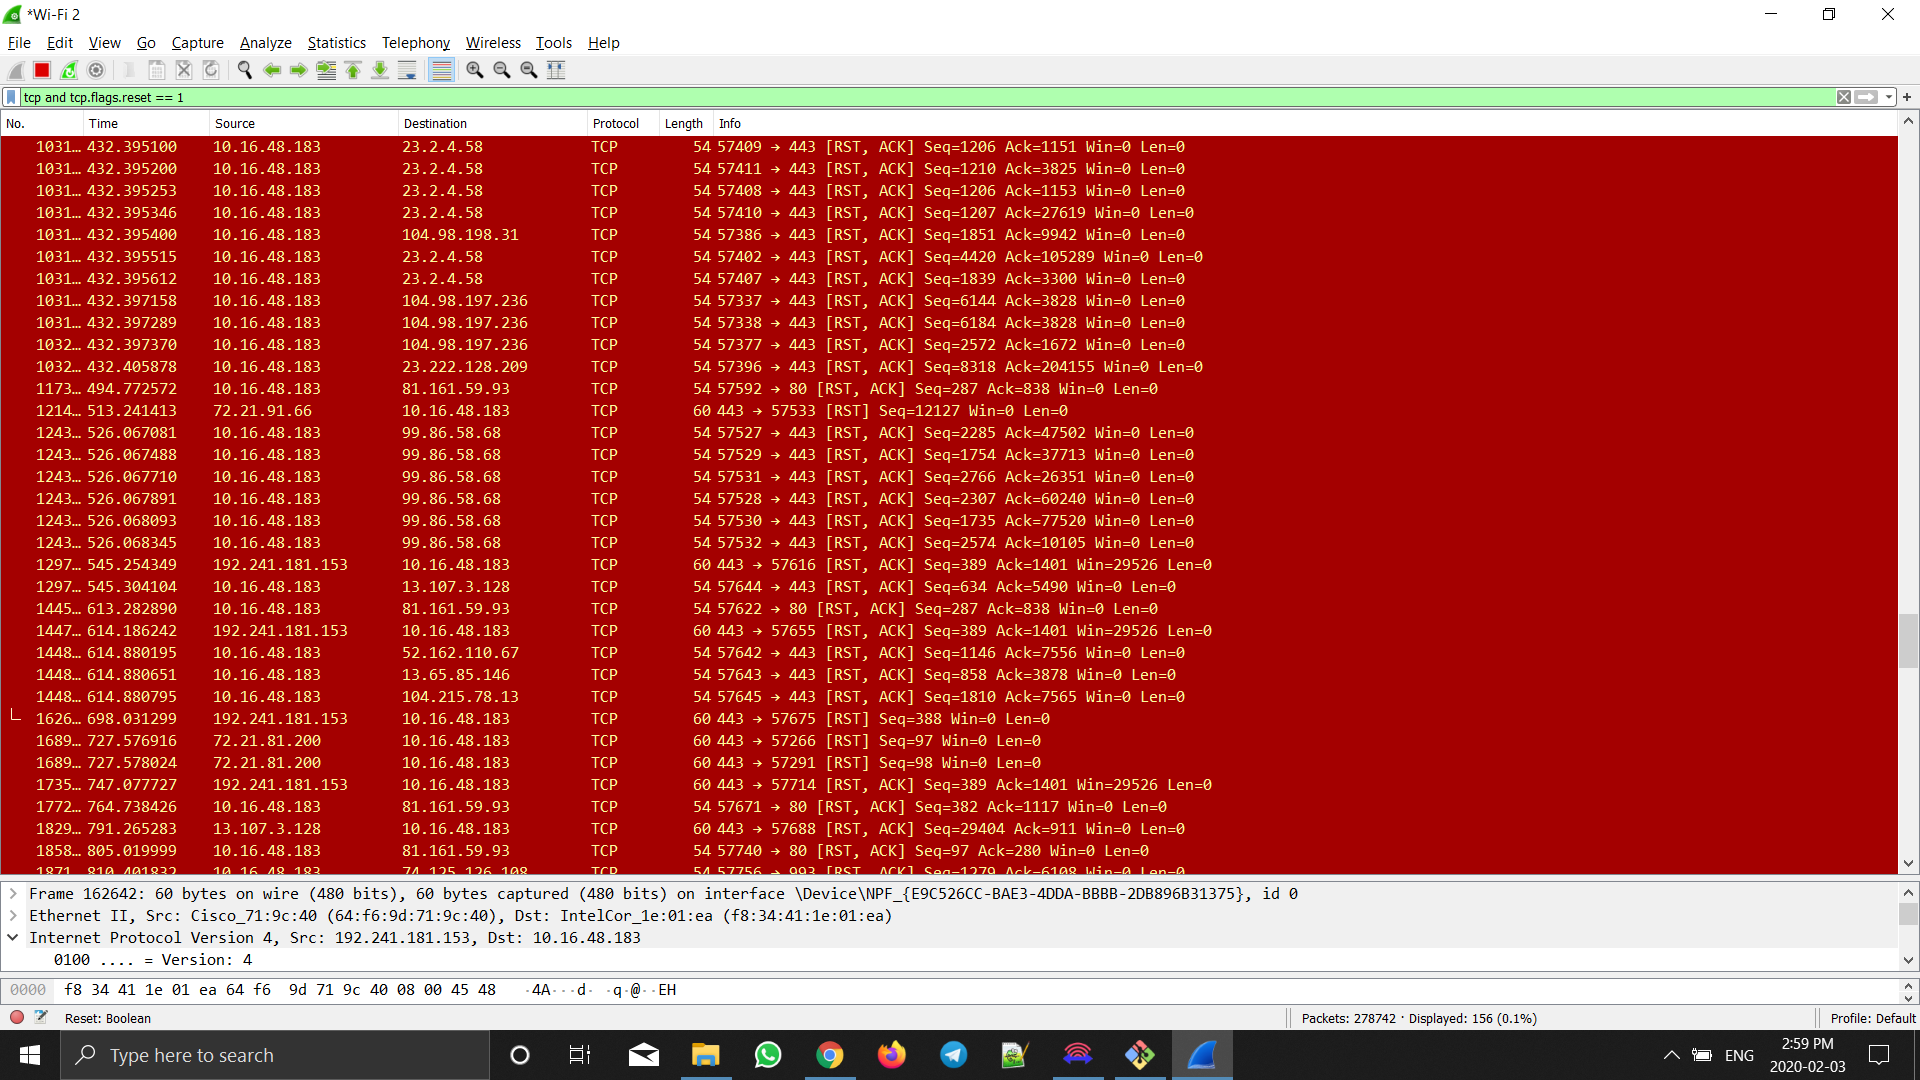 *Wi-Fi 2
File Edit View Go Capture Analyze Statistics Telephony Wireless Tools Help
tcp and tcp.flags.reset == 1
No. Time Source Destination Protocol Length Info
1031… 432.395100 10.16.48.183 23.2.4.58 TCP 54 57409 → 443 [RST, ACK] Seq=1206 Ack=1151 Win=0 Len=0
1031… 432.395200 10.16.48.183 23.2.4.58 TCP 54 57411 → 443 [RST, ACK] Seq=1210 Ack=3825 Win=0 Len=0
1031… 432.395253 10.16.48.183 23.2.4.58 TCP 54 57408 → 443 [RST, ACK] Seq=1206 Ack=1153 Win=0 Len=0
1031… 432.395346 10.16.48.183 23.2.4.58 TCP 54 57410 → 443 [RST, ACK] Seq=1207 Ack=27619 Win=0 Len=0
1031… 432.395400 10.16.48.183 104.98.198.31 TCP 54 57386 → 443 [RST, ACK] Seq=1851 Ack=9942 Win=0 Len=0
1031… 432.395515 10.16.48.183 23.2.4.58 TCP 54 57402 → 443 [RST, ACK] Seq=4420 Ack=105289 Win=0 Len=0
1031… 432.395612 10.16.48.183 23.2.4.58 TCP 54 57407 → 443 [RST, ACK] Seq=1839 Ack=3300 Win=0 Len=0
1031… 432.397158 10.16.48.183 104.98.197.236 TCP 54 57337 → 443 [RST, ACK] Seq=6144 Ack=3828 Win=0 Len=0
1031… 432.397289 10.16.48.183 104.98.197.236 TCP 54 57338 → 443 [RST, ACK] Seq=6184 Ack=3828 Win=0 Len=0
1032… 432.397370 10.16.48.183 104.98.197.236 TCP 54 57377 → 443 [RST, ACK] Seq=2572 Ack=1672 Win=0 Len=0
1032… 432.405878 10.16.48.183 23.222.128.209 TCP 54 57396 → 443 [RST, ACK] Seq=8318 Ack=204155 Win=0 Len=0
1173… 494.772572 10.16.48.183 81.161.59.93 TCP 54 57592 → 80 [RST, ACK] Seq=287 Ack=838 Win=0 Len=0
1214… 513.241413 72.21.91.66 10.16.48.183 TCP 60 443 → 57533 [RST] Seq=12127 Win=0 Len=0
1243… 526.067081 10.16.48.183 99.86.58.68 TCP 54 57527 → 443 [RST, ACK] Seq=2285 Ack=47502 Win=0 Len=0
1243… 526.067488 10.16.48.183 99.86.58.68 TCP 54 57529 → 443 [RST, ACK] Seq=1754 Ack=37713 Win=0 Len=0
1243… 526.067710 10.16.48.183 99.86.58.68 TCP 54 57531 → 443 [RST, ACK] Seq=2766 Ack=26351 Win=0 Len=0
1243… 526.067891 10.16.48.183 99.86.58.68 TCP 54 57528 → 443 [RST, ACK] Seq=2307 Ack=60240 Win=0 Len=0
1243… 526.068093 10.16.48.183 99.86.58.68 TCP 54 57530 → 443 [RST, ACK] Seq=1735 Ack=77520 Win=0 Len=0
1243… 526.068345 10.16.48.183 99.86.58.68 TCP 54 57532 → 443 [RST, ACK] Seq=2574 Ack=10105 Win=0 Len=0
1297… 545.254349 192.241.181.153 10.16.48.183 TCP 60 443 → 57616 [RST, ACK] Seq=389 Ack=1401 Win=29526 Len=0
1297… 545.304104 10.16.48.183 13.107.3.128 TCP 54 57644 → 443 [RST, ACK] Seq=634 Ack=5490 Win=0 Len=0
1445… 613.282890 10.16.48.183 81.161.59.93 TCP 54 57622 → 80 [RST, ACK] Seq=287 Ack=838 Win=0 Len=0
1447… 614.186242 192.241.181.153 10.16.48.183 TCP 60 443 → 57655 [RST, ACK] Seq=389 Ack=1401 Win=29526 Len=0
1448… 614.880195 10.16.48.183 52.162.110.67 TCP 54 57642 → 443 [RST, ACK] Seq=1146 Ack=7556 Win=0 Len=0
1448… 614.880651 10.16.48.183 13.65.85.146 TCP 54 57643 → 443 [RST, ACK] Seq=858 Ack=3878 Win=0 Len=0
1448… 614.880795 10.16.48.183 104.215.78.13 TCP 54 57645 → 443 [RST, ACK] Seq=1810 Ack=7565 Win=0 Len=0
1626… 698.031299 192.241.181.153 10.16.48.183 TCP 60 443 → 57675 [RST] Seq=388 Win=0 Len=0
1689… 727.576916 72.21.81.200 10.16.48.183 TCP 60 443 → 57266 [RST] Seq=97 Win=0 Len=0
1689… 727.578024 72.21.81.200 10.16.48.183 TCP 60 443 → 57291 [RST] Seq=98 Win=0 Len=0
1735… 747.077727 192.241.181.153 10.16.48.183 TCP 60 443 → 57714 [RST, ACK] Seq=389 Ack=1401 Win=29526 Len=0
1772… 764.738426 10.16.48.183 81.161.59.93 TCP 54 57671 → 80 [RST, ACK] Seq=382 Ack=1117 Win=0 Len=0
1829… 791.265283 13.107.3.128 10.16.48.183 TCP 60 443 → 57688 [RST, ACK] Seq=29404 Ack=911 Win=0 Len=0
1858… 805.019999 10.16.48.183 81.161.59.93 TCP 54 57740 → 80 [RST, ACK] Seq=97 Ack=280 Win=0 Len=0
1871… 810.401832 10.16.48.183 74.125.126.108 TCP 54 57756 → 993 [RST, ACK] Seq=1279 Ack=6108 Win=0 Len=0
Frame 162642: 60 bytes on wire (480 bits), 60 bytes captured (480 bits) on interface \Device\NPF_{E9C526CC-BAE3-4DDA-BBBB-2DB896B31375}, id 0
Ethernet II, Src: Cisco_71:9c:40 (64:f6:9d:71:9c:40), Dst: IntelCor_1e:01:ea (f8:34:41:1e:01:ea)
Internet Protocol Version 4, Src: 192.241.181.153, Dst: 10.16.48.183
0100 .... = Version: 4
0000 f8 34 41 1e 01 ea 64 f6 9d 71 9c 40 08 00 45 48 ·4A···d· ·q·@··EH
Reset: Boolean
Packets: 278742 · Displayed: 156 (0.1%)
Profile: Default
Type here to search
ENG
2:59 PM
2020-02-03